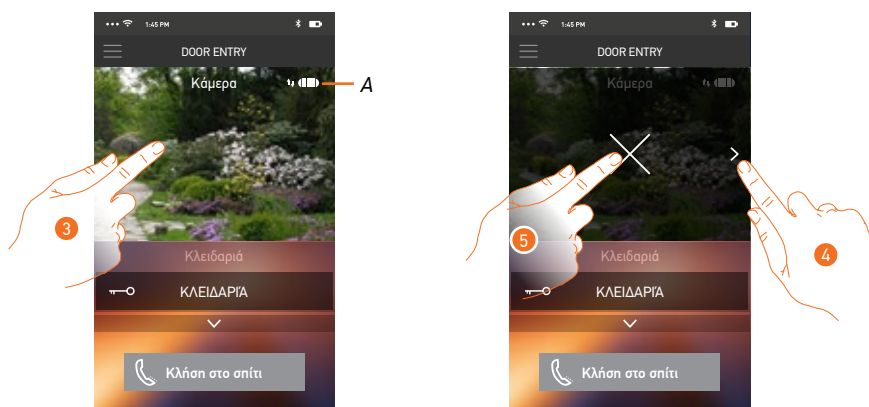 1:45 PM
DOOR ENTRY
Κάμερα
A
3
Κλειδαριά
ΚΛΕΙΔΑΡΙΆ
Κλήση στο σπίτι
1:45 PM
DOOR ENTRY
Κάμερα
5
4
Κλειδαριά
ΚΛΕΙΔΑΡΙΆ
Κλήση στο σπίτι